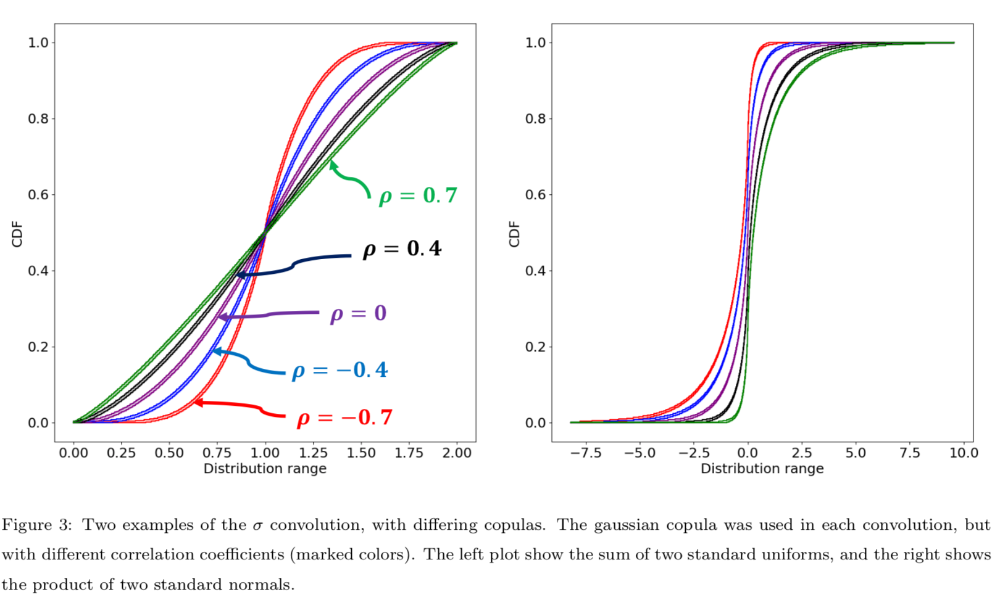 1.0
0.8
0.6
0.4
0.2
0.0
CDF
0.00 0.25 0.50 0.75 1.00 1.25 1.50 1.75 2.00
Distribution range
ρ = 0.7
ρ = 0.4
ρ = 0
ρ = −0.4
ρ = −0.7
1.0
0.8
0.6
0.4
0.2
0.0
CDF
−7.5 −5.0 −2.5 0.0 2.5 5.0 7.5 10.0
Distribution range
Figure 3: Two examples of the σ convolution, with differing copulas. The gaussian copula was used in each convolution, but
with different correlation coefficients (marked colors). The left plot show the sum of two standard uniforms, and the right shows
the product of two standard normals.